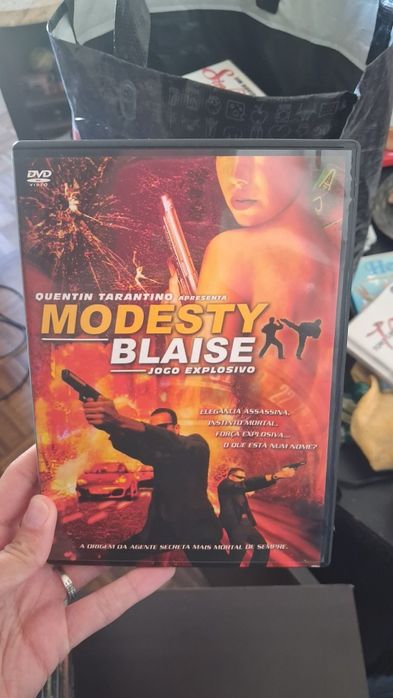 DVD
VIDEO
QUENTIN TARANTINO APRESENTA
MODESTY
BLAISE
JOGO EXPLOSIVO
ELEGÂNCIA ASSASSINA,
INSTINTO MORTAL,
FORÇA EXPLOSIVA...
O QUE ESTA NUM NOME?
A ORIGEM DA AGENTE SECRETA MAIS MORTAL DE SEMPRE.